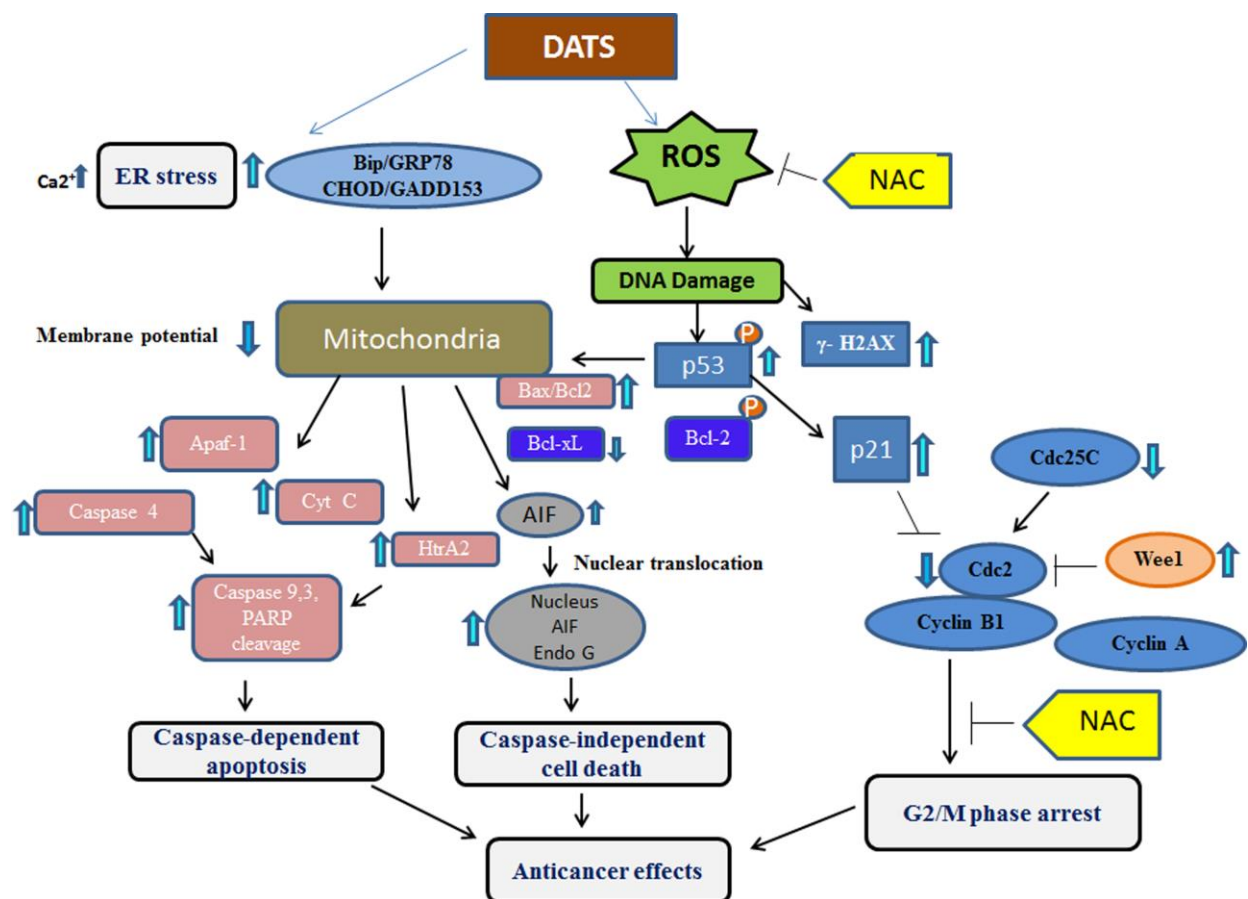 DATS
Ca2+
ER stress
Bip/GRP78
CHOD/GADD153
ROS
NAC
DNA Damage
Membrane potential
Mitochondria
P
p53
γ- H2AX
Bax/Bcl2
P
Apaf-1
Bcl-xL
Bcl-2
p21
Cdc25C
Caspase 4
Cyt C
AIF
HtrA2
Nuclear translocation
Cdc2
Wee1
Caspase 9,3,
PARP
cleavage
Nucleus
AIF
Endo G
Cyclin B1
Cyclin A
NAC
Caspase-dependent
apoptosis
Caspase-independent
cell death
G2/M phase arrest
Anticancer effects